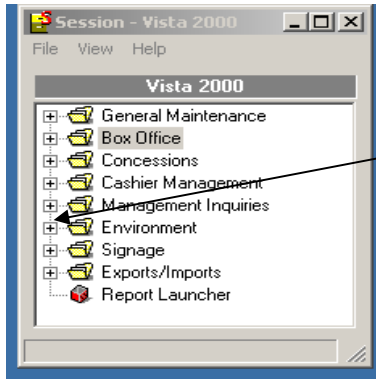 Session - Vista 2000
File View Help
Vista 2000
General Maintenance
Box Office
Concessions
Cashier Management
Management Inquiries
Environment
Signage
Exports/Imports
Report Launcher